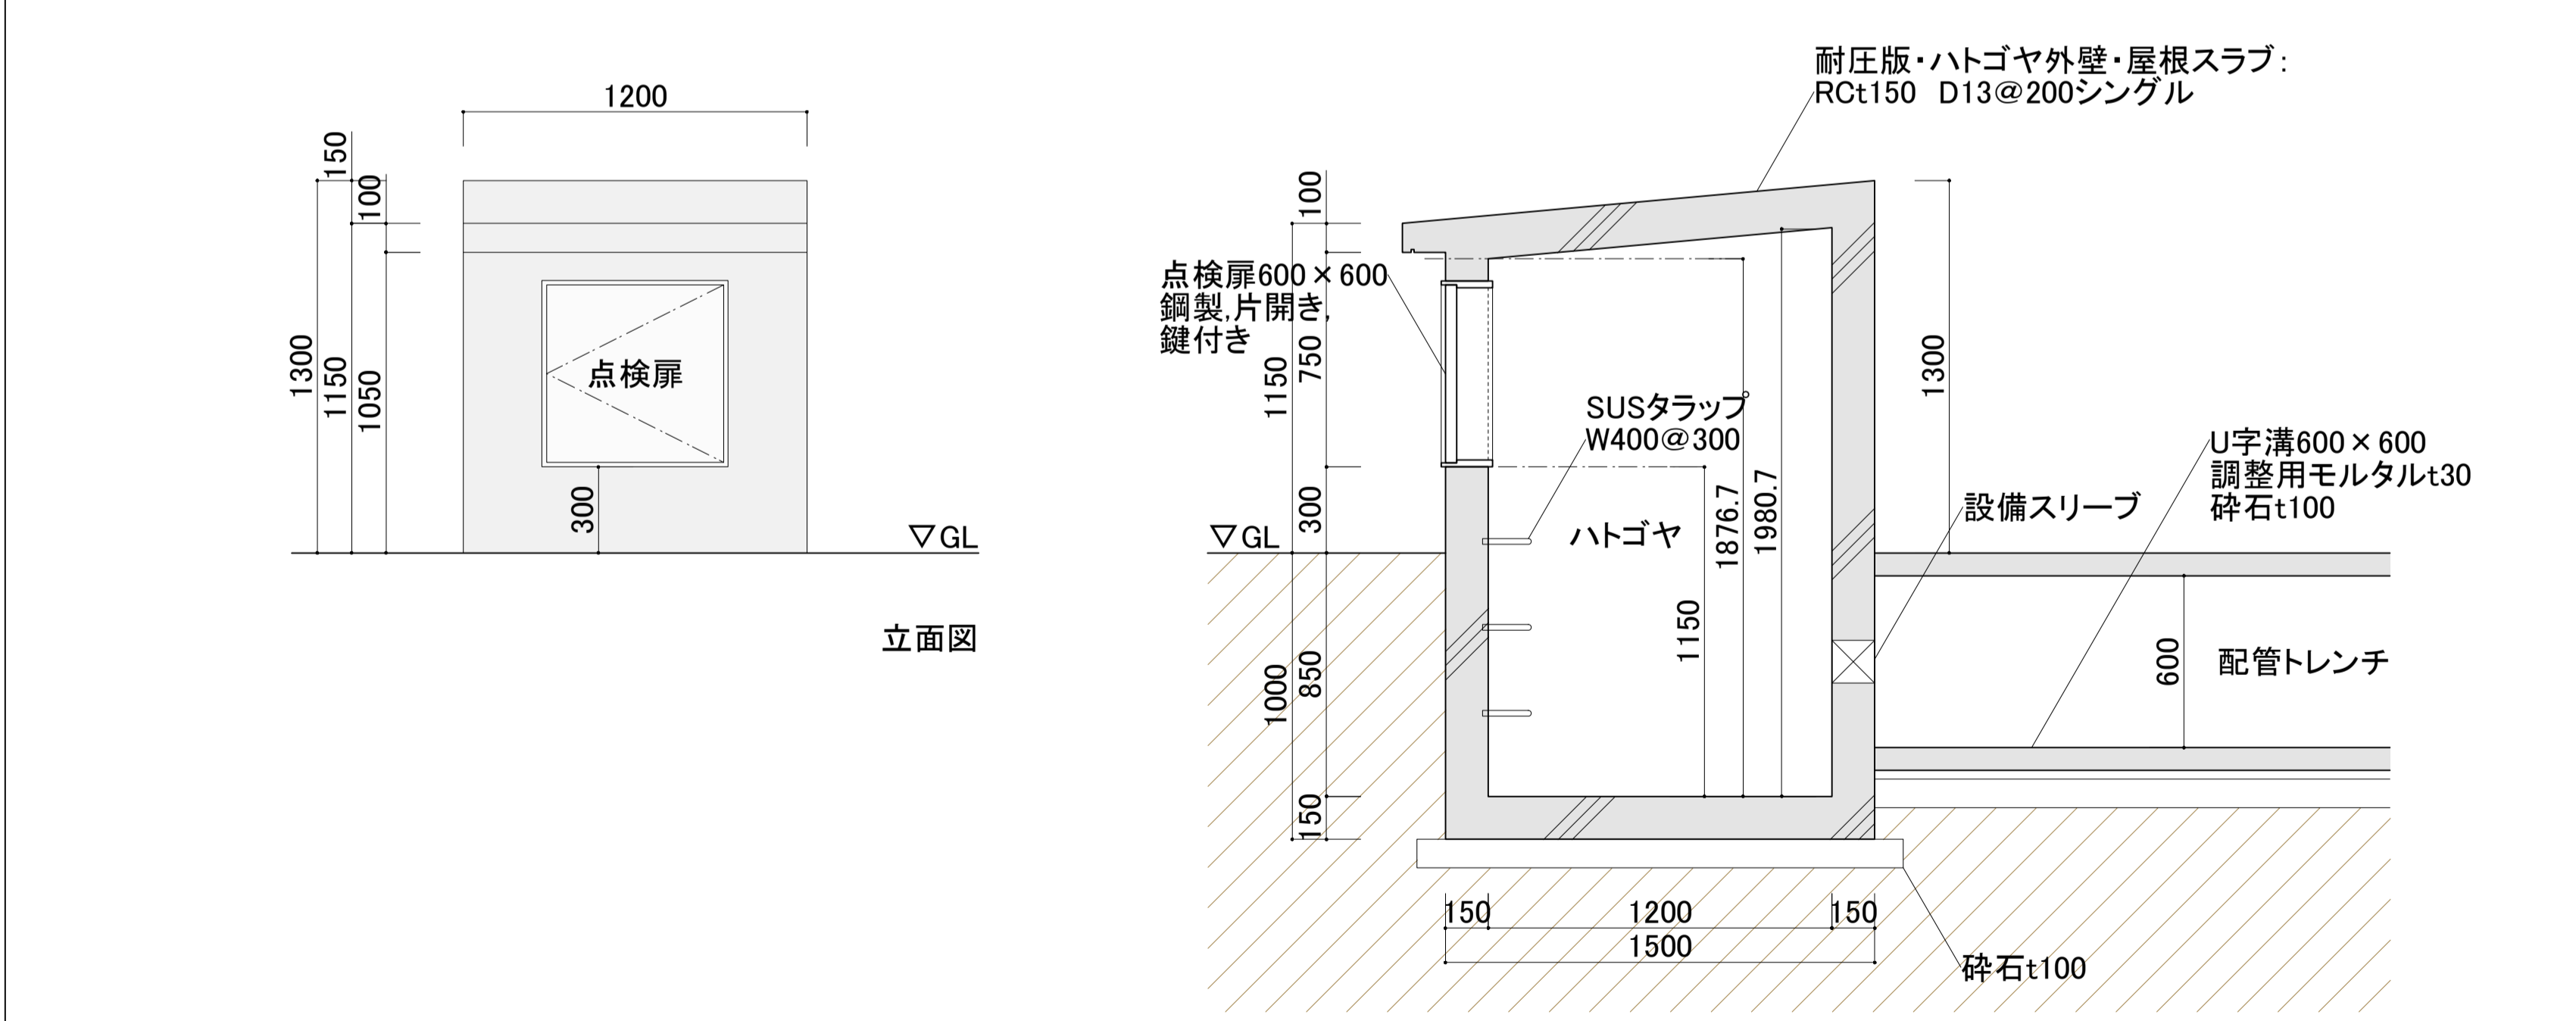 1200
150
100
1300
1150
1050
点検扉
300
▽GL
立面図
耐圧版・ハトゴヤ外壁・屋根スラブ:
RCt150 D13@200シングル
100
点検扉600×600
鋼製,片開き,
鍵付き
1150
750
300
▽GL
1000
850
150
SUSタラップ
W400@300
ハトゴヤ
1150
1876.7
1980.7
1300
設備スリーブ
U字溝600×600
調整用モルタルt30
砕石t100
600
配管トレンチ
150
1200
150
1500
砕石t100